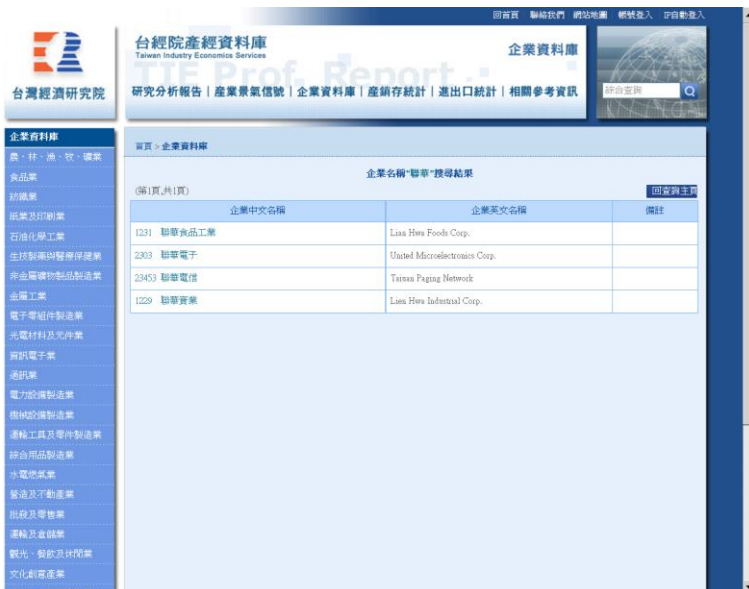 回首頁 聯絡我們 網站地圖 帳號登入 IP自動登入
台灣經濟研究院
台經院產經資料庫
Taiwan Industry Economics Services
企業資料庫
TIE Prof. Report
研究分析報告 | 產業景氣信號 | 企業資料庫 | 產銷存統計 | 進出口統計 | 相關參考資訊
綜合查詢
企業資料庫
農、林、漁、牧、礦業
食品業
紡織業
紙業及印刷業
石油化學工業
生技製藥與醫療保健業
非金屬礦物製品製造業
金屬工業
電子零組件製造業
光電材料及元件業
資訊電子業
通訊業
電力設備製造業
機械設備製造業
運輸工具及零件製造業
綜合用品製造業
水電燃氣業
營造及不動產業
批發及零售業
運輸及倉儲業
觀光、餐飲及休閒業
文化創意產業
首頁 > 企業資料庫
企業名稱"聯華"搜尋結果
(第1頁,共1頁)
回查詢主頁
企業中文名稱 企業英文名稱 備註
1231 聯華食品工業 Lian Hwa Foods Corp.
2303 聯華電子 United Microelectronics Corp.
23453 聯華電信 Taiwan Paging Network
1229 聯華實業 Lien Hwa Industrial Corp.